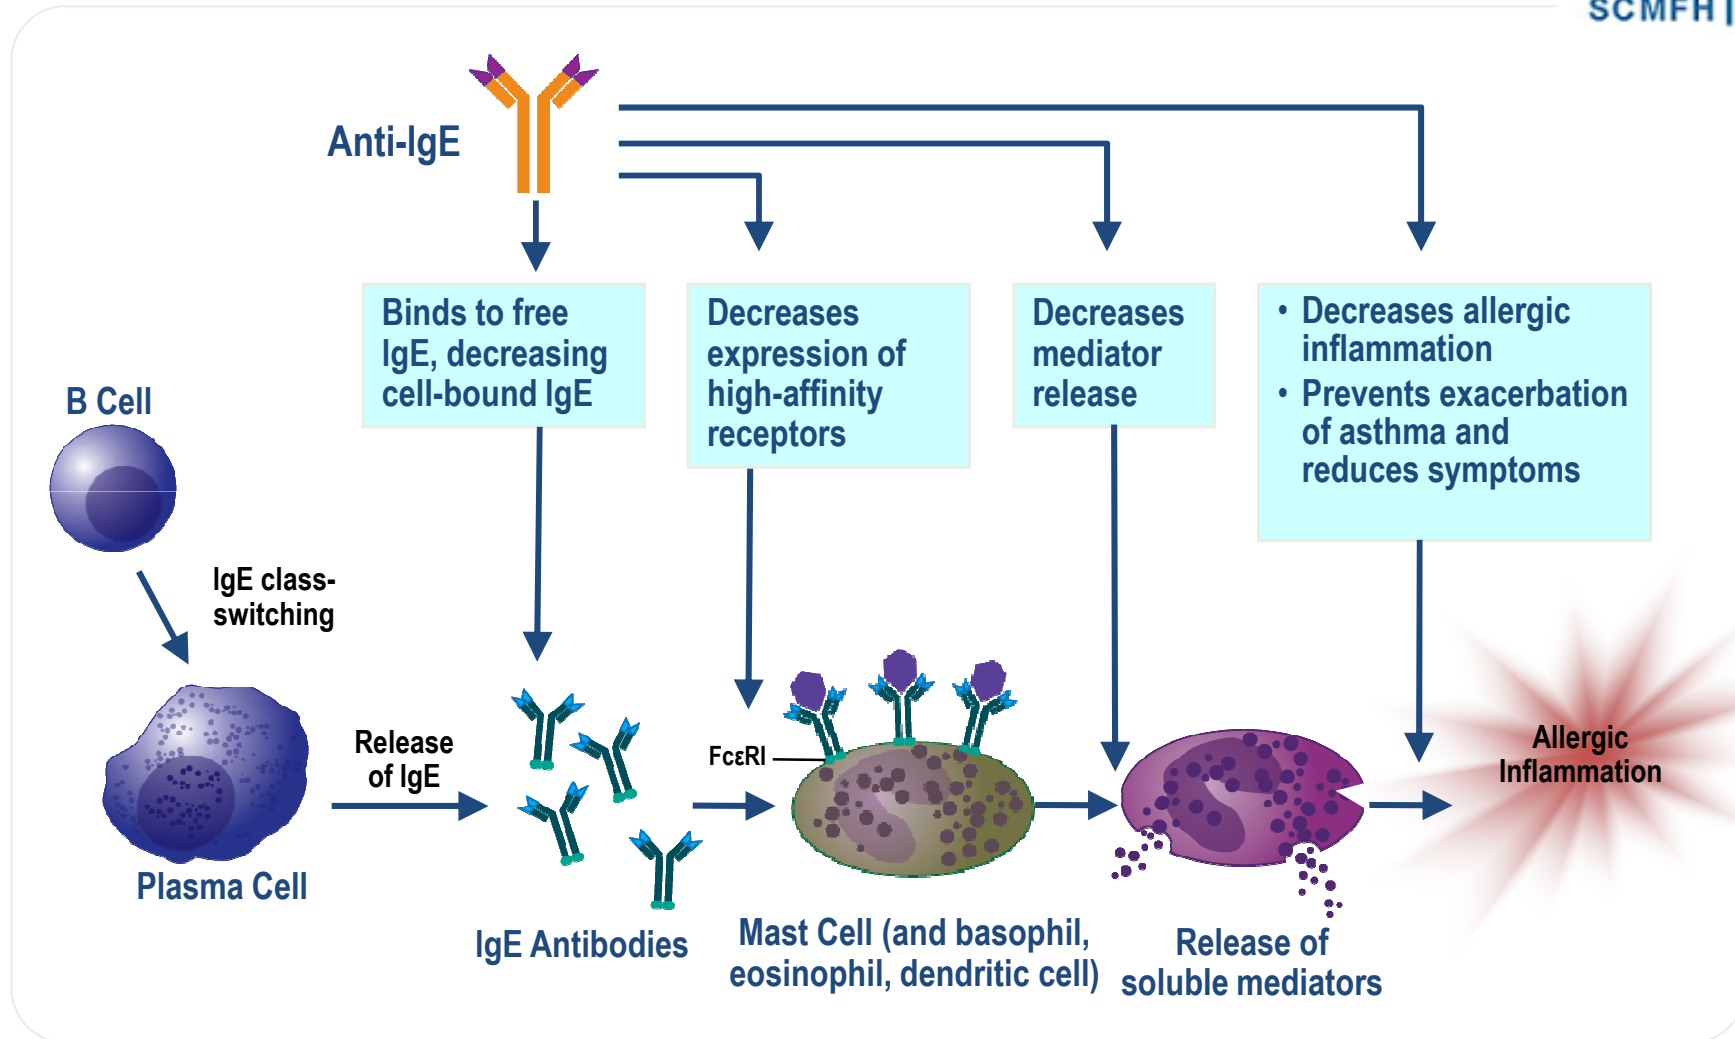 SCMFH
Anti-IgE
Binds to free
IgE, decreasing
cell-bound IgE
Decreases
expression of
high-affinity
receptors
Decreases
mediator
release
• Decreases allergic
inflammation
• Prevents exacerbation
of asthma and
reduces symptoms
B Cell
IgE class-
switching
Plasma Cell
Release
of IgE
IgE Antibodies
FcεRI
Mast Cell (and basophil,
eosinophil, dendritic cell)
Release of
soluble mediators
Allergic
Inflammation